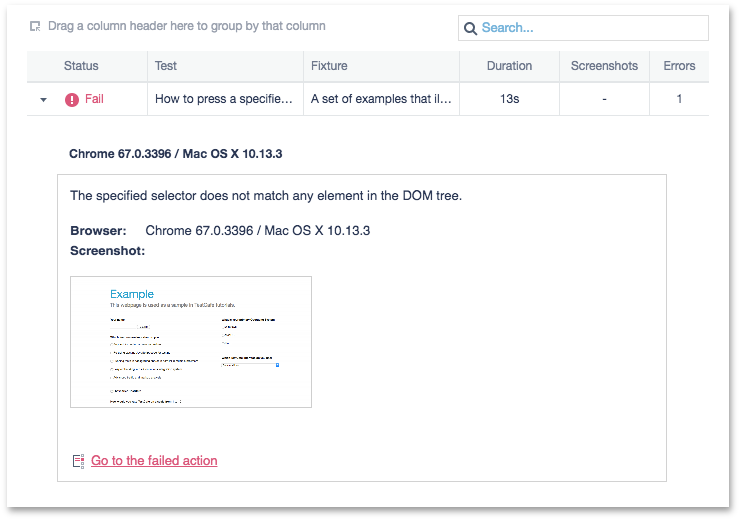 Drag a column header here to group by that column
Search...
Status Test Fixture Duration Screenshots Errors
Fail How to press a specifie... A set of examples that il... 13s - 1
Chrome 67.0.3396 / Mac OS X 10.13.3
The specified selector does not match any element in the DOM tree.
Browser: Chrome 67.0.3396 / Mac OS X 10.13.3
Screenshot:
Example
This webpage is used as a sample in TestCafe tutorials.
Go to the failed action